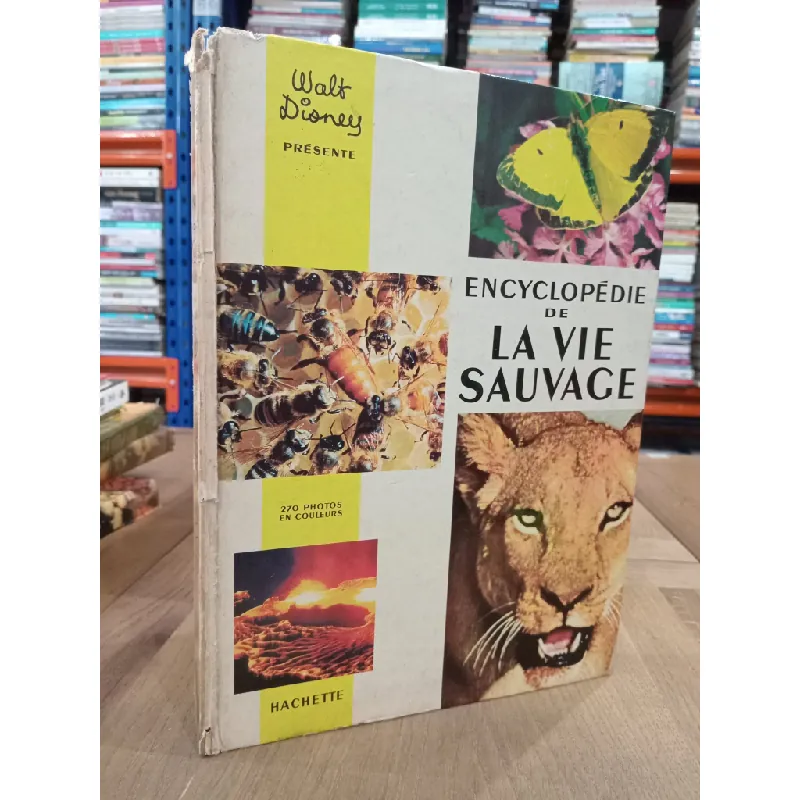 Walt
Disney
PRÉSENTE
ENCYCLOPÉDIE
DE
LA VIE
SAUVAGE
270 PHOTOS
EN COULEURS
HACHETTE